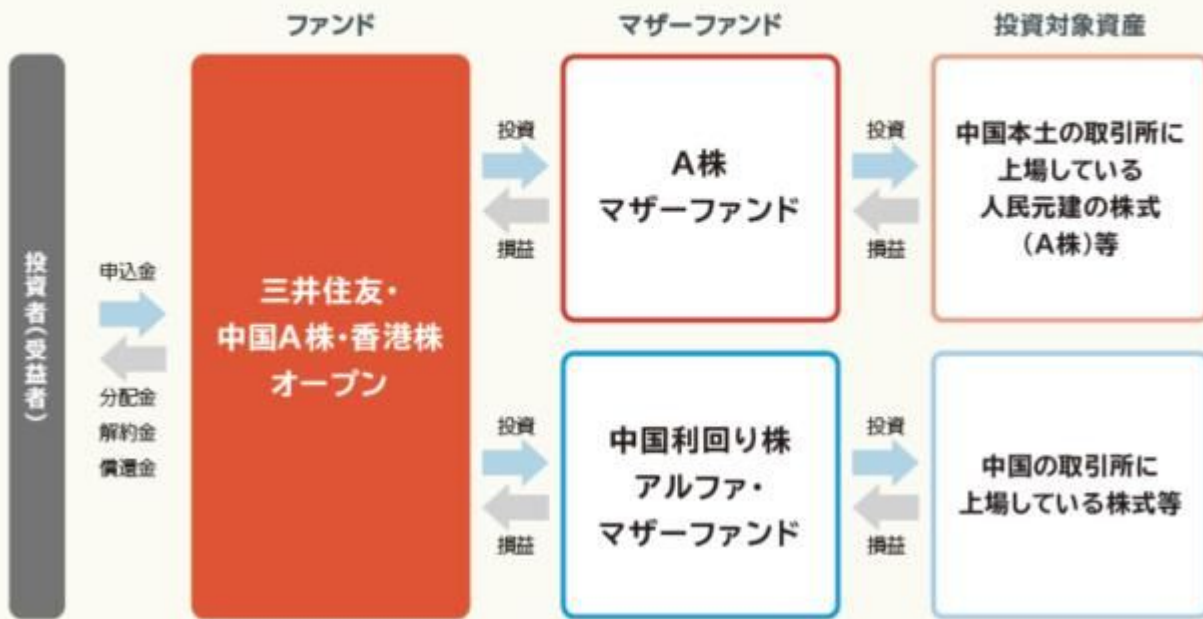 ファンド
マザーファンド
投資対象資産
投資者(受益者)
申込金
分配金
解約金
償還金
三井住友・
中国A株・香港株
オープン
投資
損益
A株
マザーファンド
投資
損益
中国本土の取引所に
上場している
人民元建の株式
(A株)等
投資
損益
中国利回り株
アルファ・
マザーファンド
投資
損益
中国の取引所に
上場している株式等